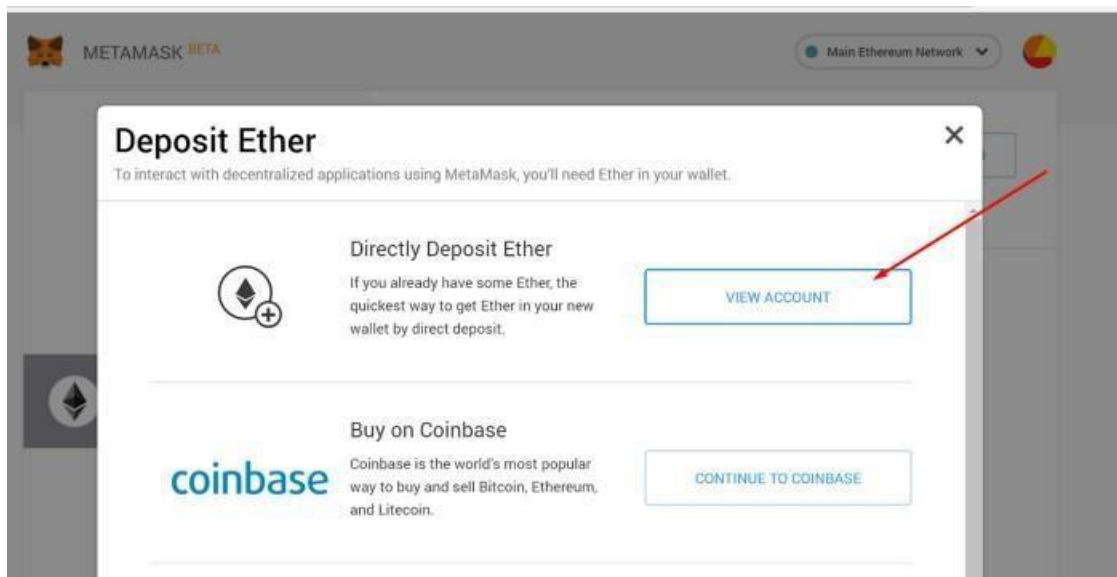 METAMASK BETA
Main Ethereum Network
Deposit Ether
To interact with decentralized applications using MetaMask, you'll need Ether in your wallet.
Directly Deposit Ether
If you already have some Ether, the
quickest way to get Ether in your new
wallet by direct deposit.
VIEW ACCOUNT
Buy on Coinbase
coinbase
Coinbase is the world's most popular
way to buy and sell Bitcoin, Ethereum,
and Litecoin.
CONTINUE TO COINBASE